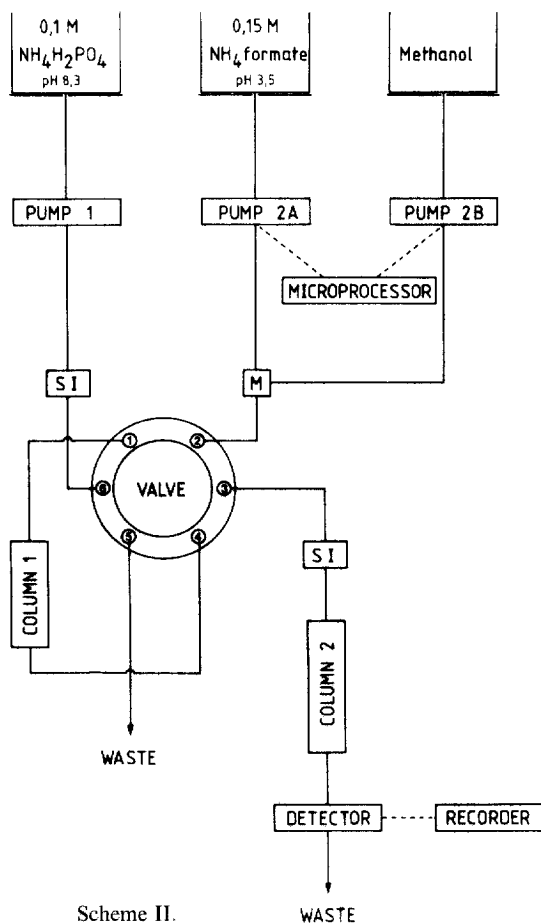 0,1 M
NH₄H₂PO₄
pH 8,3
0,15 M
NH₄formate
pH 3,5
Methanol
PUMP 1
PUMP 2A
PUMP 2B
MICROPROCESSOR
SI
M
1
2
VALVE
6
3
5
4
COLUMN 1
SI
COLUMN 2
WASTE
DETECTOR
RECORDER
Scheme II.
WASTE